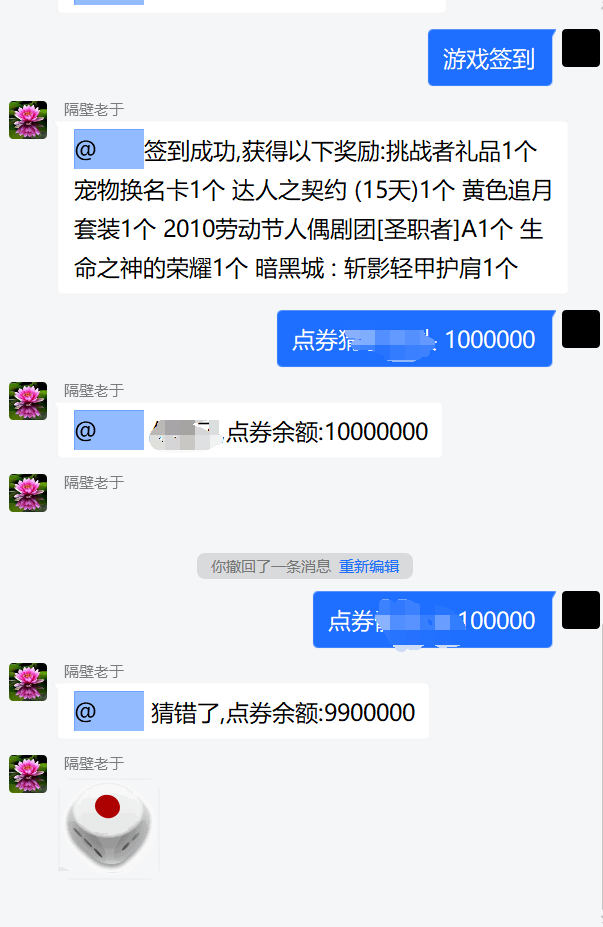 游戏签到
隔壁老于
@ 签到成功,获得以下奖励:挑战者礼品1个
宠物换名卡1个 达人之契约 (15天)1个 黄色追月
套装1个 2010劳动节人偶剧团[圣职者]A1个 生
命之神的荣耀1个 暗黑城 : 斩影轻甲护肩1个
点券 1000000
隔壁老于
@ ,点券余额:10000000
隔壁老于
你撤回了一条消息 重新编辑
点券 100000
隔壁老于
@ 猜错了,点券余额:9900000
隔壁老于